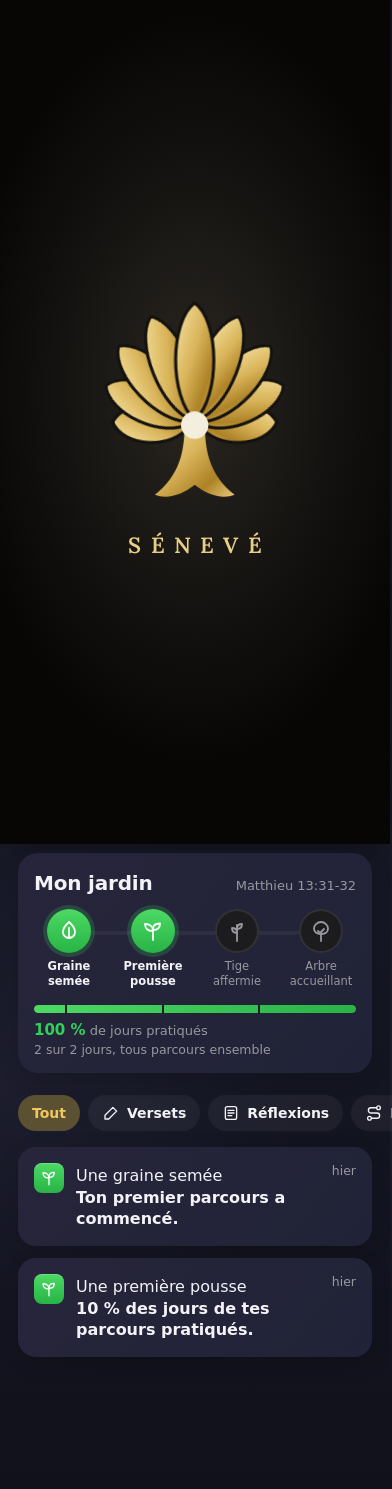 SÉNEVÉ
Mon jardin
Matthieu 13:31-32
Graine semée
Première pousse
Tige affermie
Arbre accueillant
100 % de jours pratiqués
2 sur 2 jours, tous parcours ensemble
Tout
Versets
Réflexions
Une graine semée
hier
Ton premier parcours a
commencé.
Une première pousse
hier
10 % des jours de tes
parcours pratiqués.